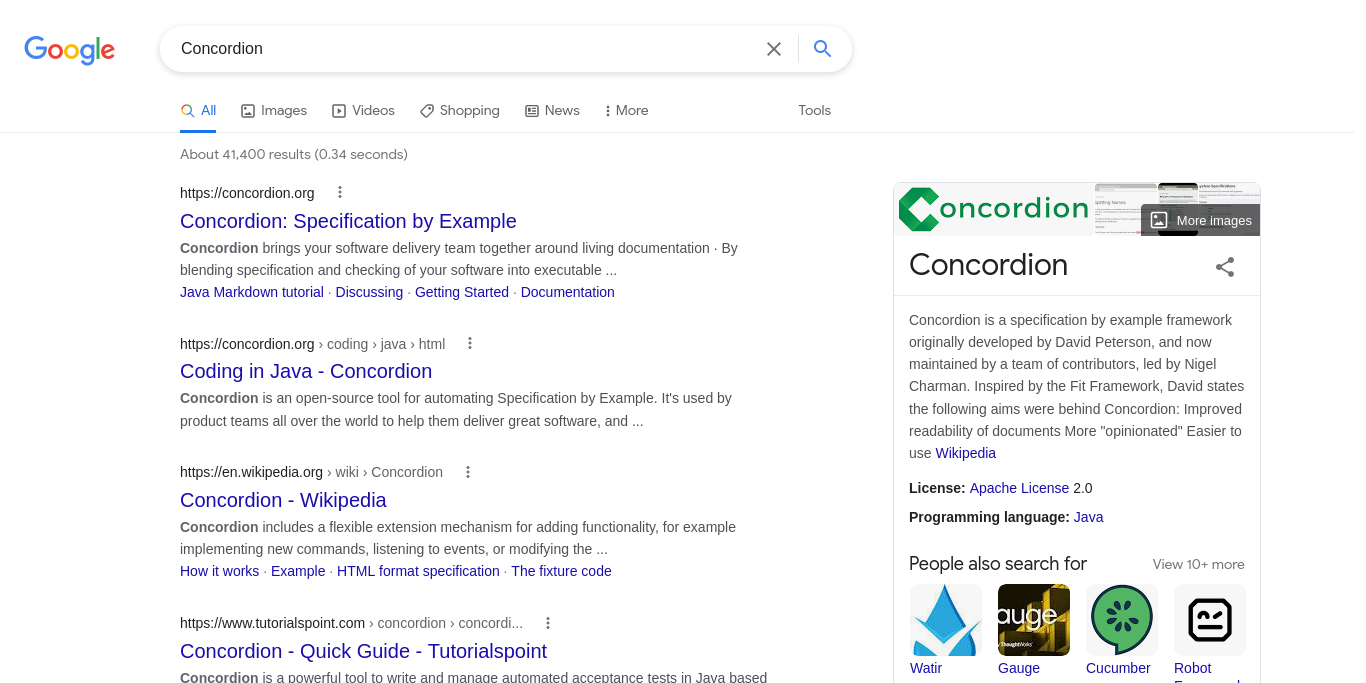 Google
Concordion
All
Images
Videos
Shopping
News
More
Tools
About 41,400 results (0.34 seconds)
https://concordion.org
Concordion: Specification by Example
Concordion brings your software delivery team together around living documentation · By
blending specification and checking of your software into executable ...
Java Markdown tutorial · Discussing · Getting Started · Documentation
https://concordion.org › coding › java › html
Coding in Java - Concordion
Concordion is an open-source tool for automating Specification by Example. It's used by
product teams all over the world to help them deliver great software, and ...
https://en.wikipedia.org › wiki › Concordion
Concordion - Wikipedia
Concordion includes a flexible extension mechanism for adding functionality, for example
implementing new commands, listening to events, or modifying the ...
How it works · Example · HTML format specification · The fixture code
https://www.tutorialspoint.com › concordion › concordi...
Concordion - Quick Guide - Tutorialspoint
Concordion is a powerful tool to write and manage automated acceptance tests in Java based
Concordion
More images
Concordion
Concordion is a specification by example framework
originally developed by David Peterson, and now
maintained by a team of contributors, led by Nigel
Charman. Inspired by the Fit Framework, David states
the following aims were behind Concordion: Improved
readability of documents More "opinionated" Easier to
use Wikipedia
License: Apache License 2.0
Programming language: Java
People also search for
View 10+ more
auge
ThoughtWorks
Watir
Gauge
Cucumber
Robot